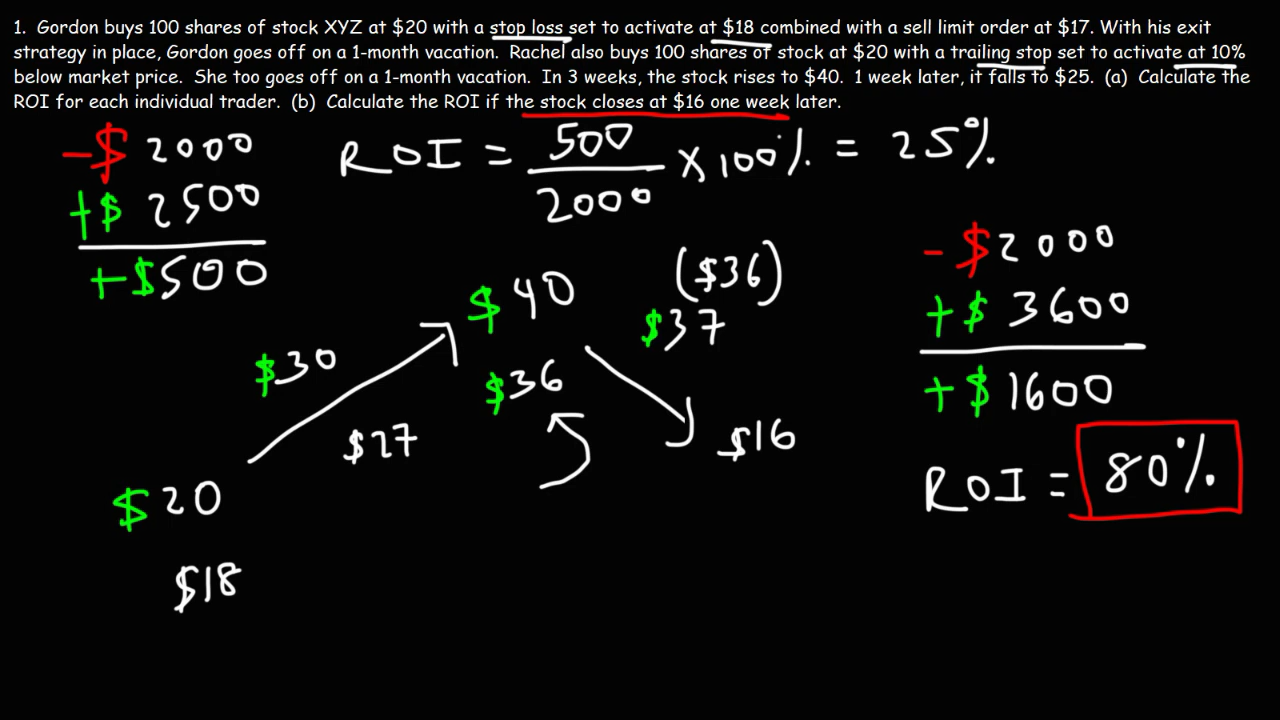 1. Gordon buys 100 shares of stock XYZ at $20 with a stop loss set to activate at $18 combined with a sell limit order at $17. With his exit
strategy in place, Gordon goes off on a 1-month vacation. Rachel also buys 100 shares of stock at $20 with a trailing stop set to activate at 10%
below market price. She too goes off on a 1-month vacation. In 3 weeks, the stock rises to $40. 1 week later, it falls to $25. (a) Calculate the
ROI for each individual trader. (b) Calculate the ROI if the stock closes at $16 one week later.
-$ 2000
+$ 2500
+$500
ROI = 500/2000 × 100% = 25%
-$2000
+$ 3600
+$1600
ROI = 80%
($36)
$40
$37
$30
$36
$27
$16
$20
$18